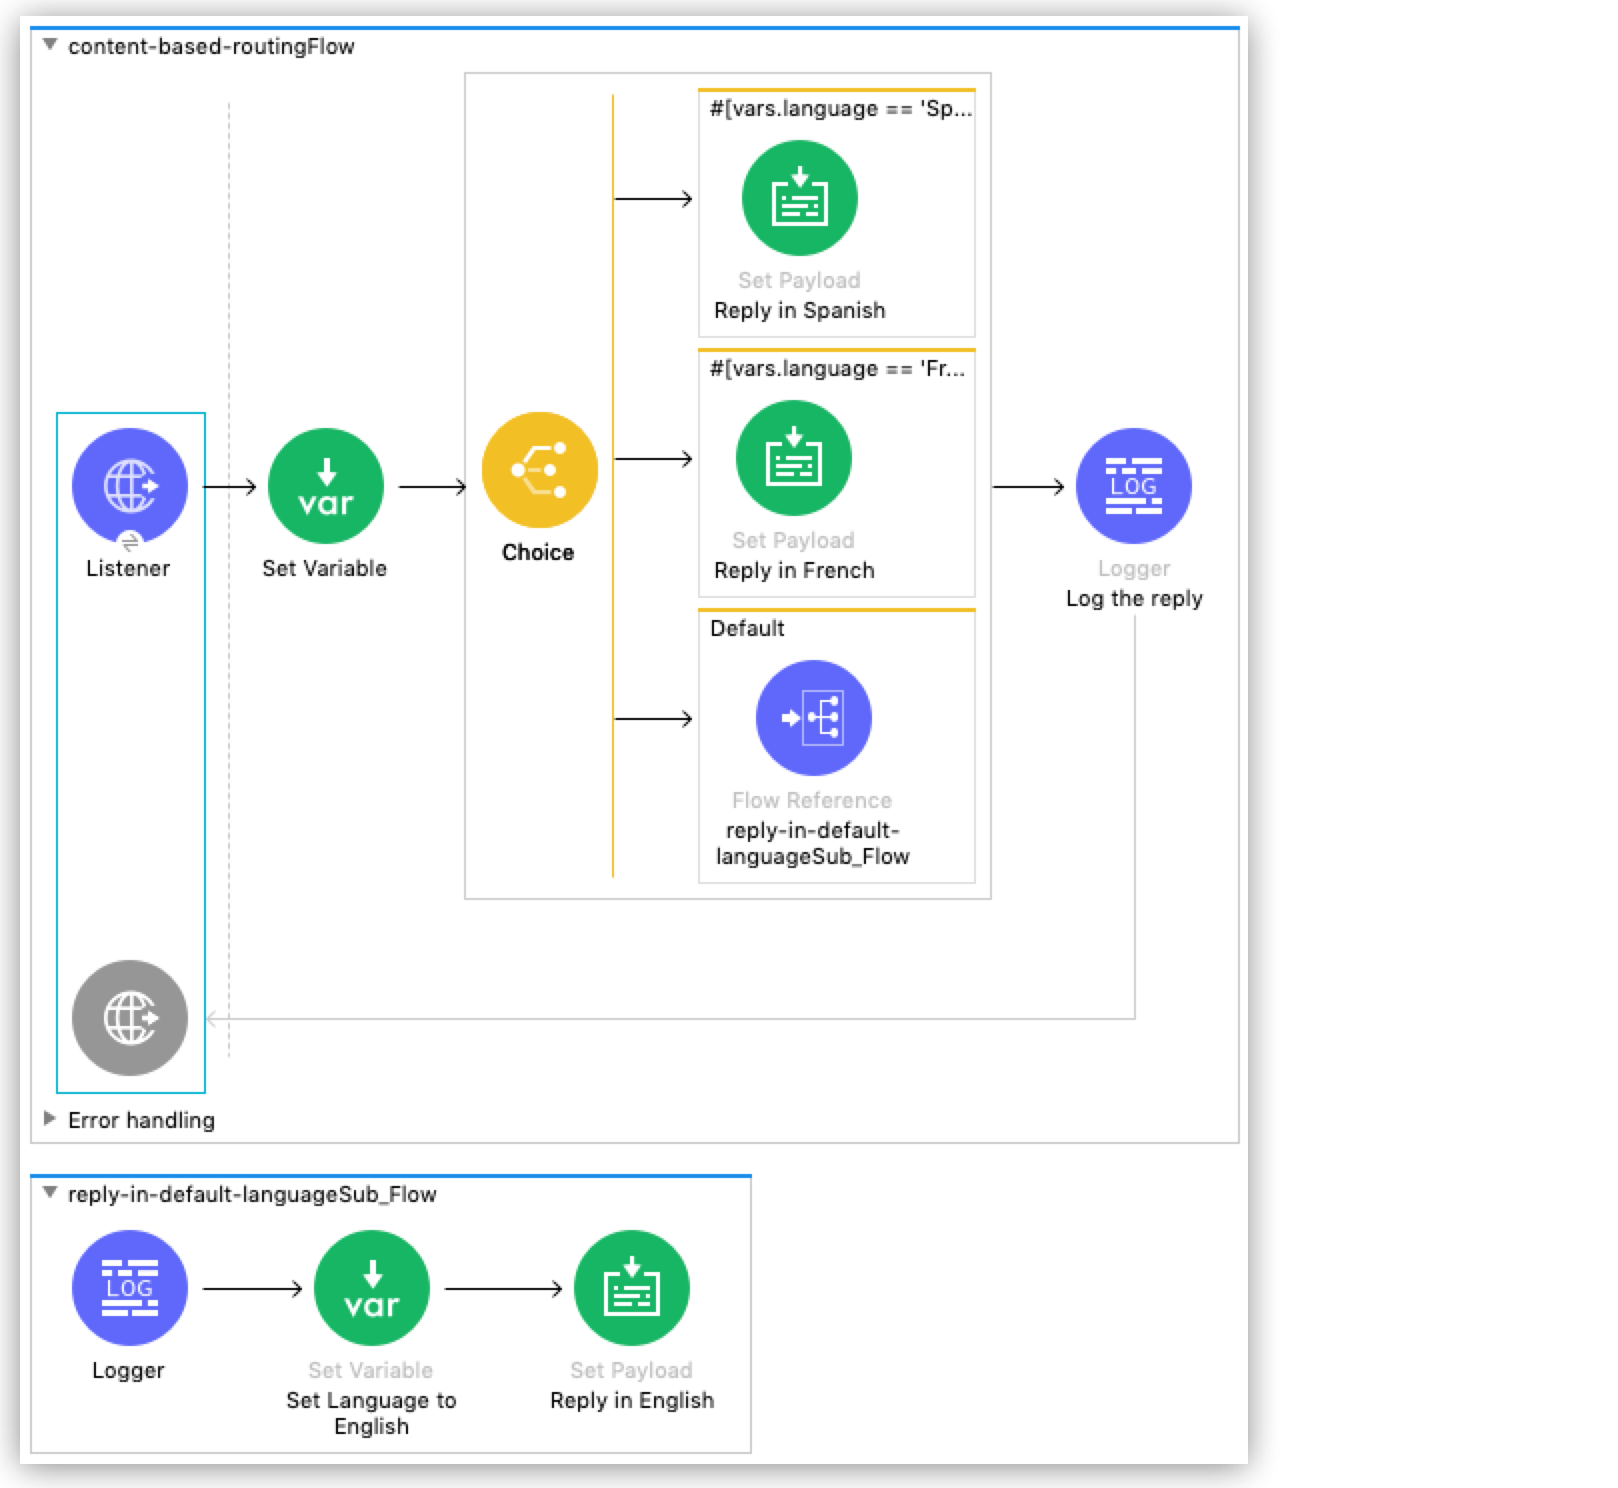 content-based-routingFlow
#[vars.language == 'Sp...
Set Payload
Reply in Spanish
#[vars.language == 'Fr...
Set Payload
Reply in French
Default
Flow Reference
reply-in-default-
languageSub_Flow
Listener
var
Set Variable
Choice
LOG
Logger
Log the reply
Error handling
reply-in-default-languageSub_Flow
LOG
Logger
var
Set Variable
Set Language to
English
Set Payload
Reply in English